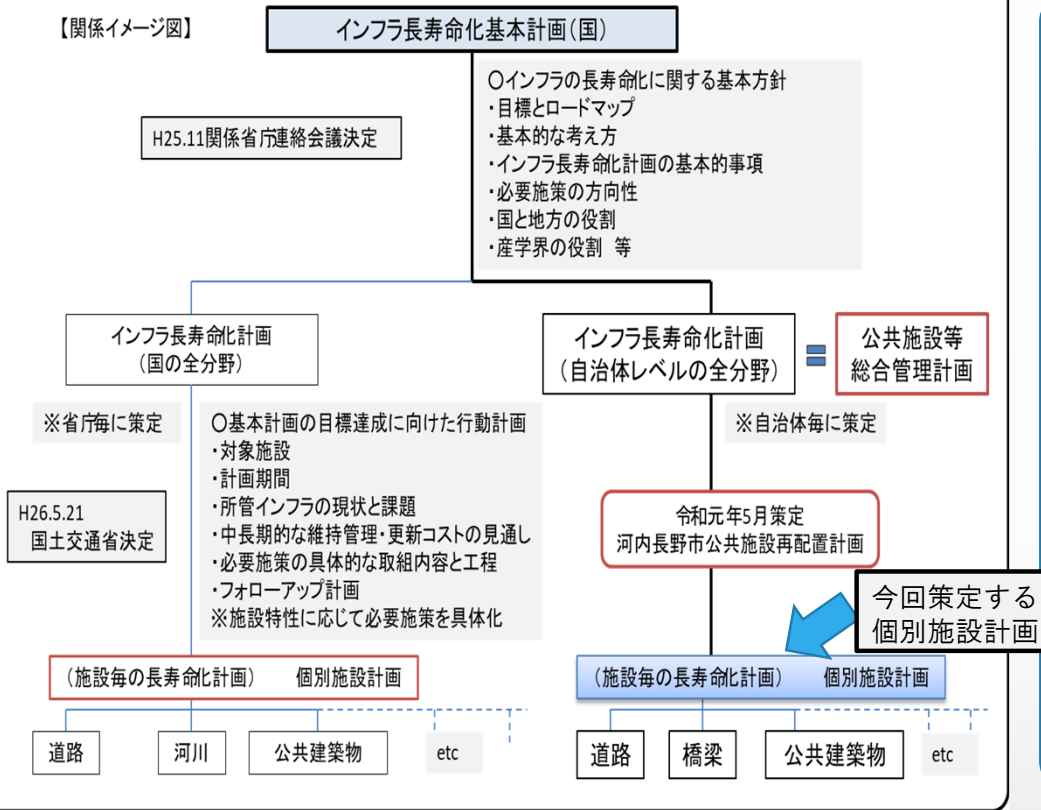 【関係イメージ図】
インフラ長寿命化基本計画(国)
〇インフラの長寿命化に関する基本方針
・目標とロードマップ
・基本的な考え方
・インフラ長寿命化計画の基本的事項
・必要施策の方向性
・国と地方の役割
・産学界の役割 等
H25.11関係省庁連絡会議決定
インフラ長寿命化計画
(国の全分野)
インフラ長寿命化計画
(自治体レベルの全分野)
=
公共施設等
総合管理計画
※省庁毎に策定
〇基本計画の目標達成に向けた行動計画
・対象施設
・計画期間
・所管インフラの現状と課題
・中長期的な維持管理・更新コストの見通し
・必要施策の具体的な取組内容と工程
・フォローアップ計画
※施設特性に応じて必要施策を具体化
※自治体毎に策定
H26.5.21
国土交通省決定
令和元年5月策定
河内長野市公共施設再配置計画
今回策定する
個別施設計画
(施設毎の長寿命化計画) 個別施設計画
(施設毎の長寿命化計画) 個別施設計画
道路
河川
公共建築物
etc
道路
橋梁
公共建築物
etc